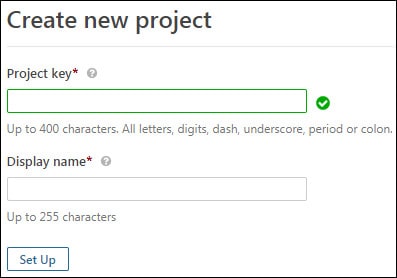 Create new project
Project key*
Up to 400 characters. All letters, digits, dash, underscore, period or colon.
Display name*
Up to 255 characters
Set Up